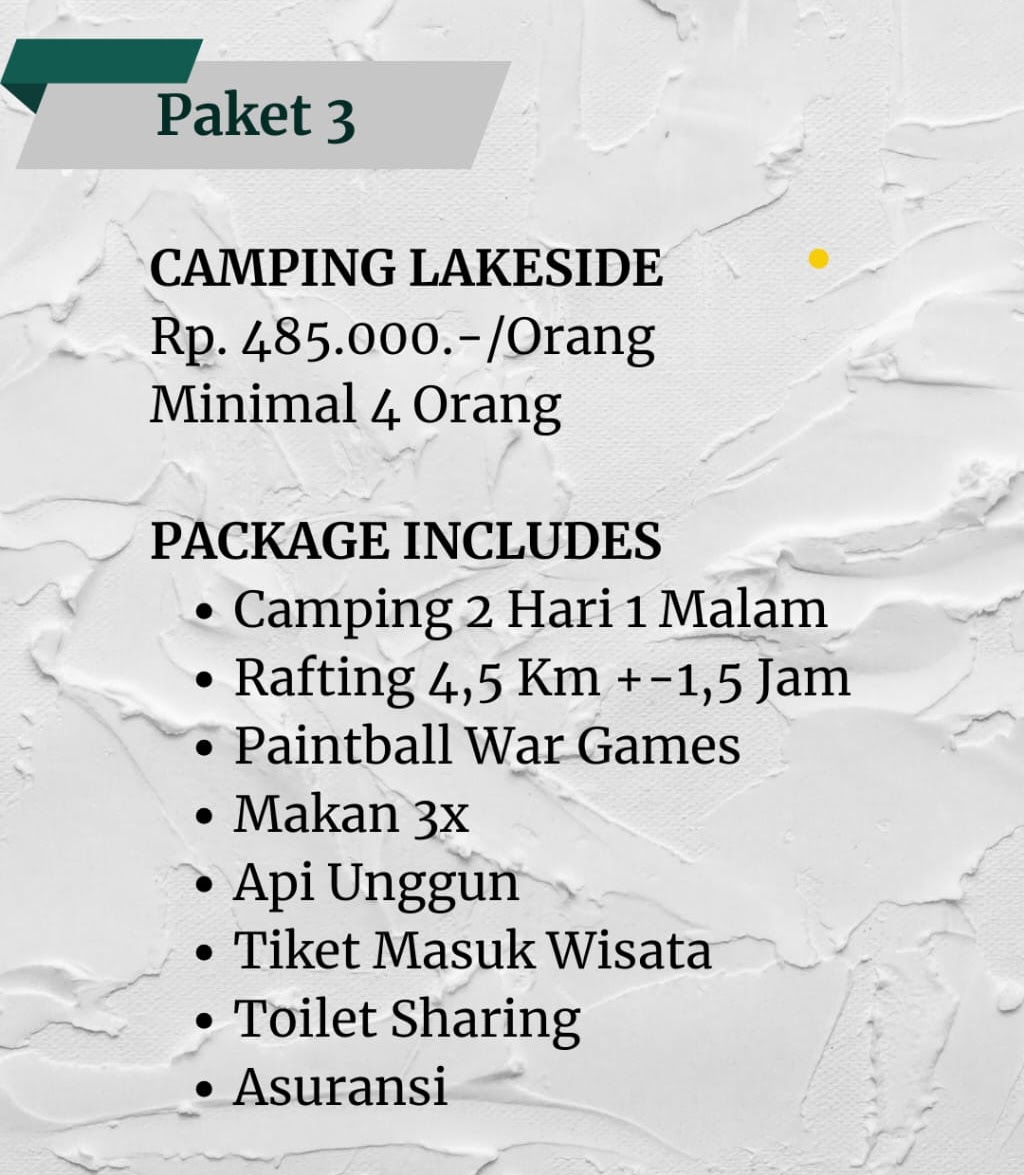 Paket 3
CAMPING LAKESIDE
Rp. 485.000.-/Orang
Minimal 4 Orang
PACKAGE INCLUDES
• Camping 2 Hari 1 Malam
• Rafting 4,5 Km +-1,5 Jam
• Paintball War Games
• Makan 3x
• Api Unggun
• Tiket Masuk Wisata
• Toilet Sharing
• Asuransi